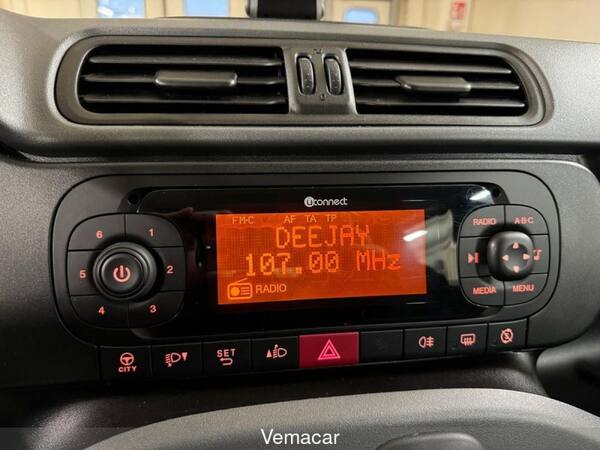 uconnect
FM-C AF TA TP
DEEJAY
107.00 MHz
RADIO
6 1
5 2
4 3
RADIO A-B-C
MEDIA MENU
CITY
SET
Vemacar